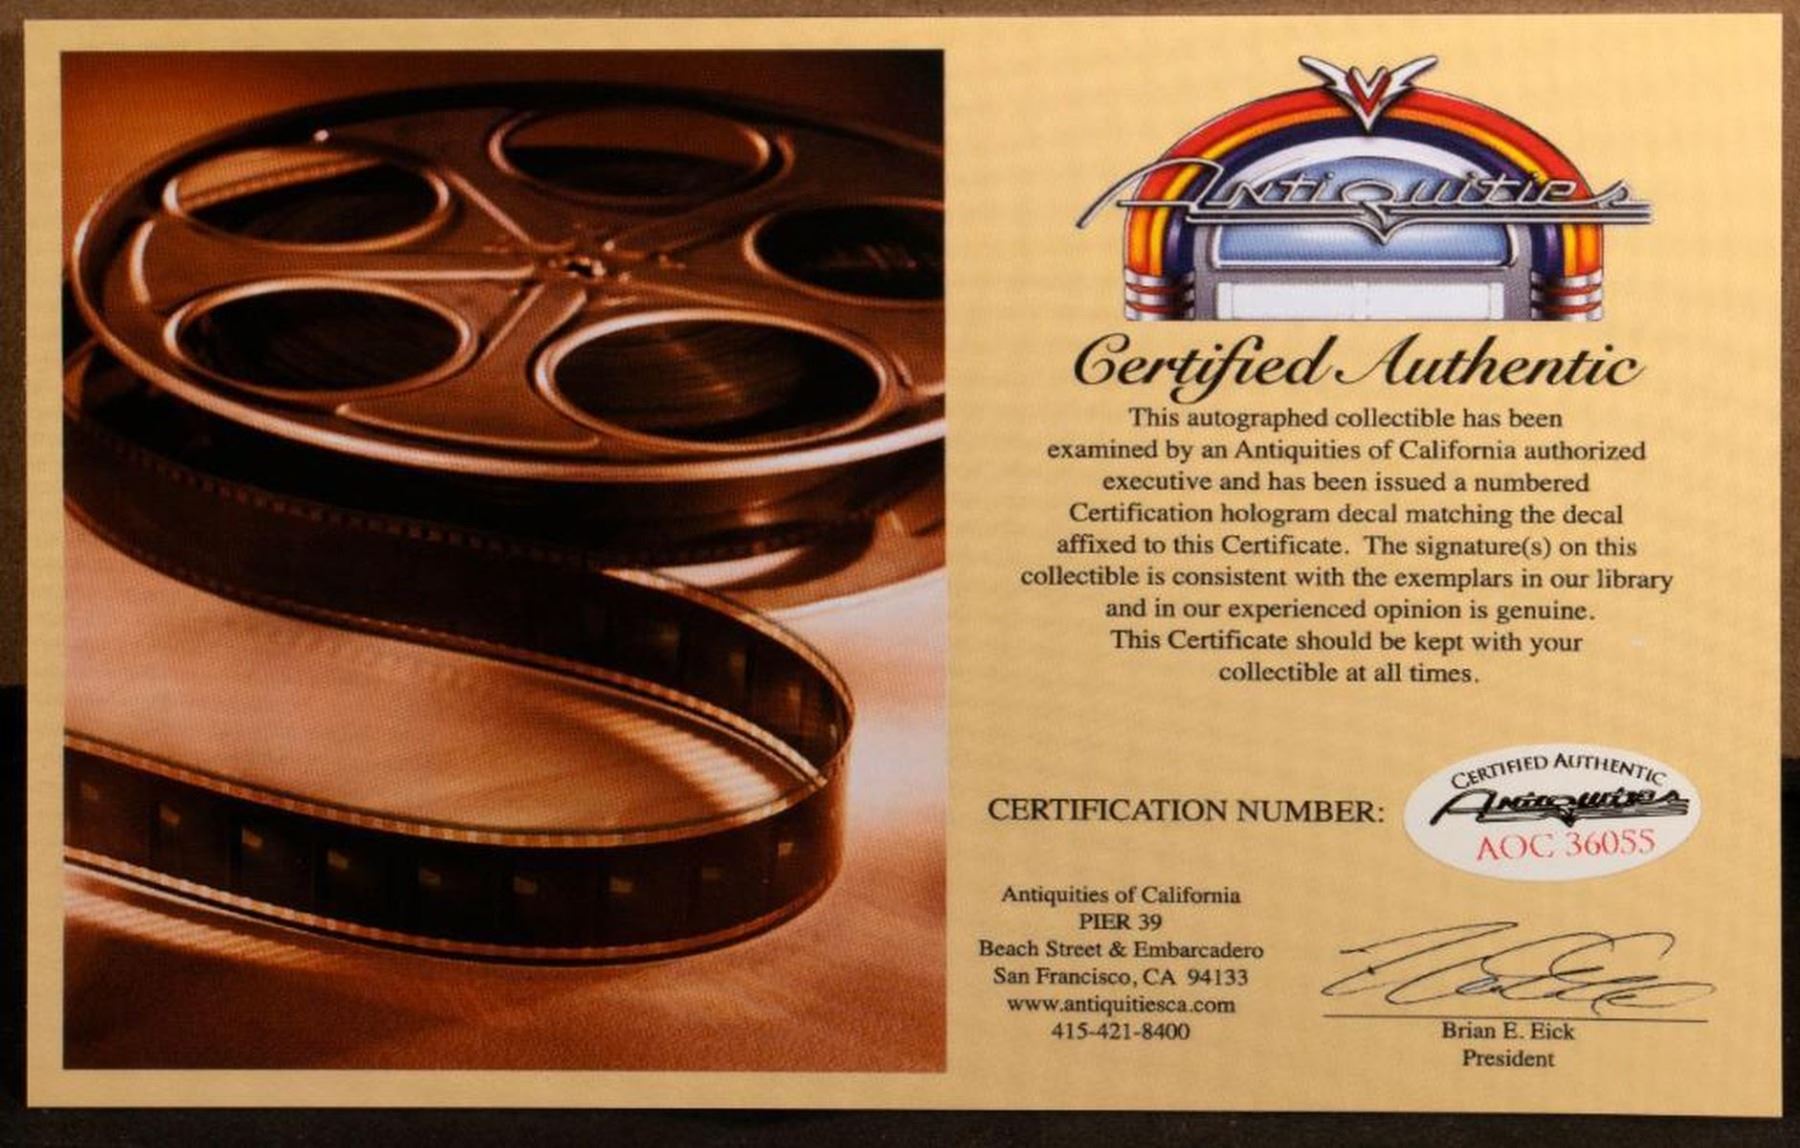 Antiquities
Certified Authentic
This autographed collectible has been
examined by an Antiquities of California authorized
executive and has been issued a numbered
Certification hologram decal matching the decal
affixed to this Certificate. The signature(s) on this
collectible is consistent with the exemplars in our library
and in our experienced opinion is genuine.
This Certificate should be kept with your
collectible at all times.
CERTIFICATION NUMBER:
CERTIFIED AUTHENTIC
Antiquities
AOC 36055
Antiquities of California
PIER 39
Beach Street & Embarcadero
San Francisco, CA 94133
www.antiquitiesca.com
415-421-8400
Brian E. Eick
President